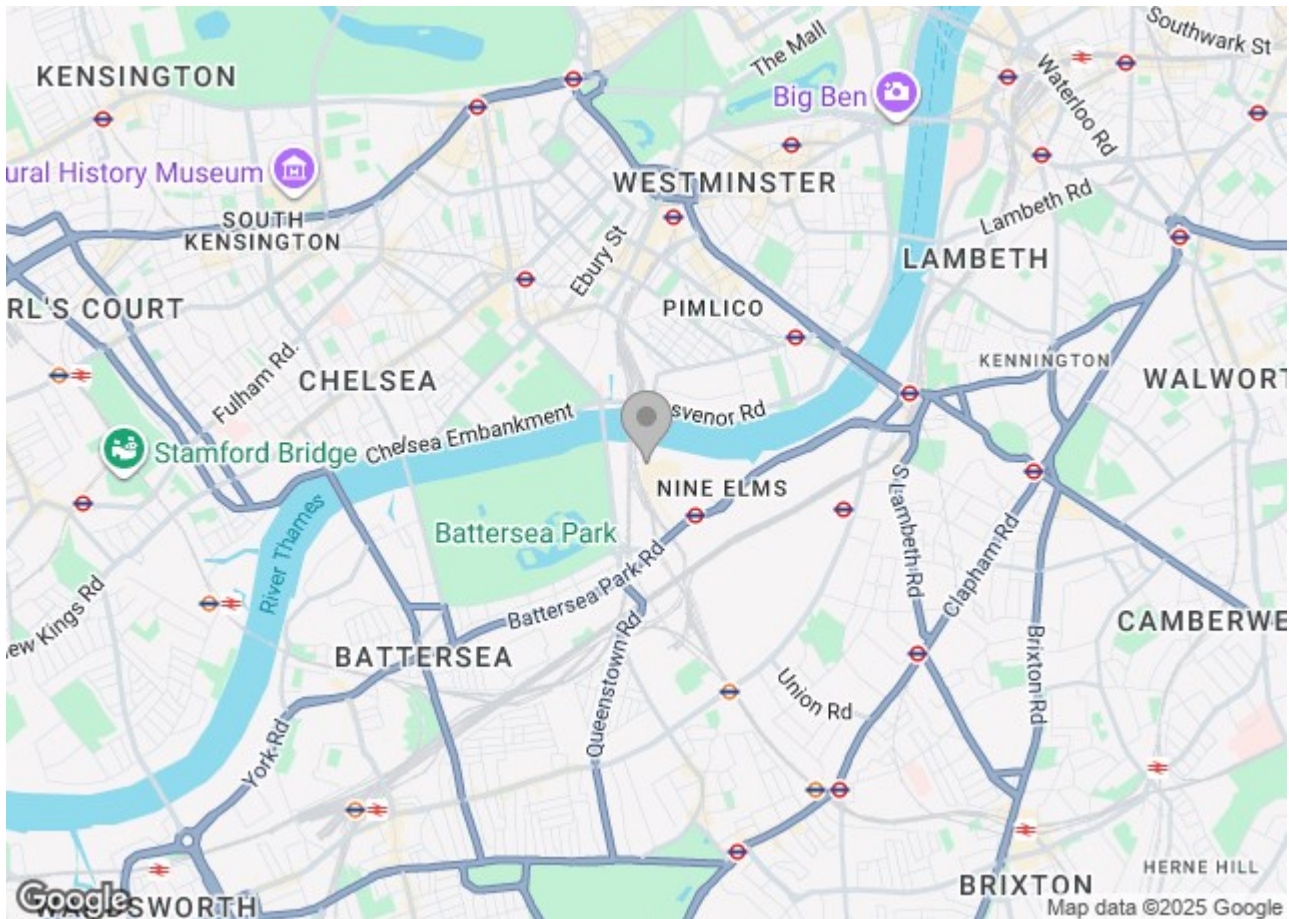 Southwark St
The Mall
KENSINGTON
Waterloo Rd
Big Ben
ural History Museum
WESTMINSTER
Lambeth Rd
SOUTH
KENSINGTON
Ebury St
LAMBETH
RL'S COURT
PIMLICO
KENNINGTON
Fulham Rd.
CHELSEA
WALWORT
svenor Rd
Chelsea Embankment
Stamford Bridge
NINE ELMS
S Lambeth Rd
River Thames
Battersea Park
Clapham Rd
Battersea Park Rd
ew Kings Rd
CAMBERWE
BATTERSEA
Queenstown Rd
Union Rd
Brixton Rd
York Rd
HERNE HILL
BRIXTON
Google
WANDSWORTH
Map data ©2025 Google